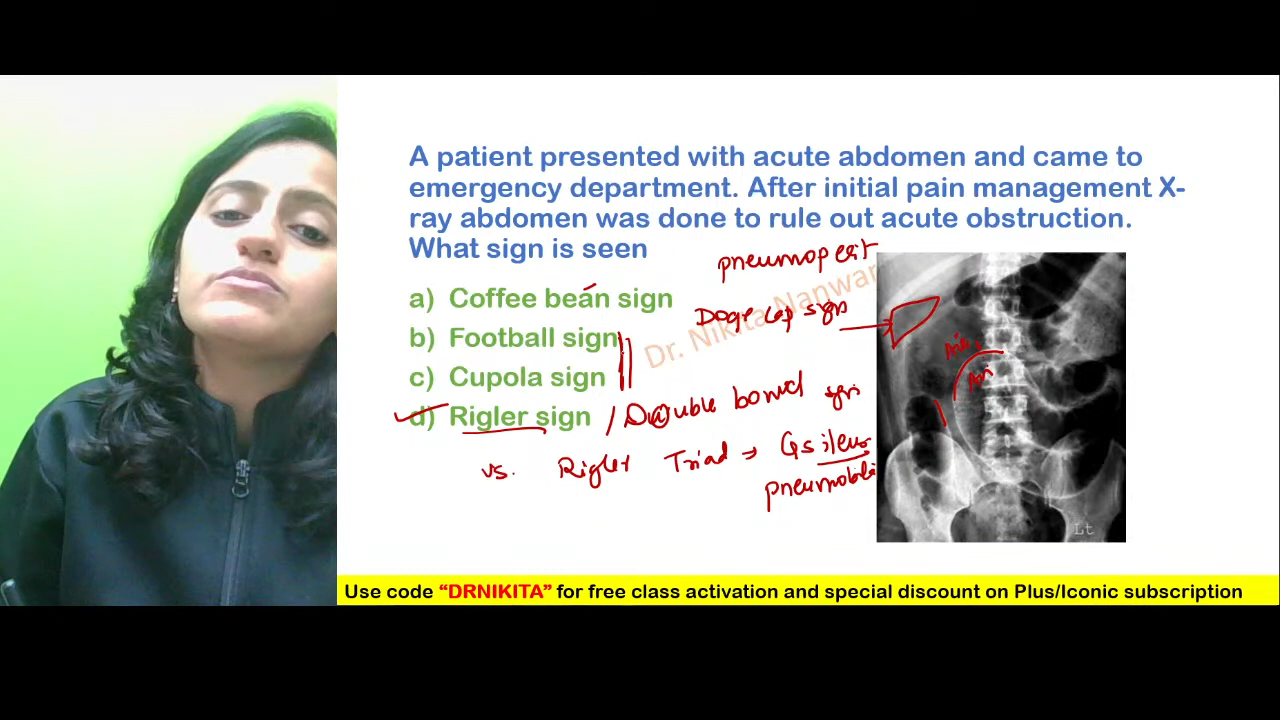 A patient presented with acute abdomen and came to
emergency department. After initial pain management X-
ray abdomen was done to rule out acute obstruction.
What sign is seen
pneumoperit
a) Coffee bean sign
Doge cap sign
b) Football sign
Dr. Nikita Nanwani
c) Cupola sign
Air
Air
d) Rigler sign / Double bowel sign
vs. Rigler Triad → GS ileus
pneumobilia
Lt
Use code “DRNIKITA” for free class activation and special discount on Plus/Iconic subscription